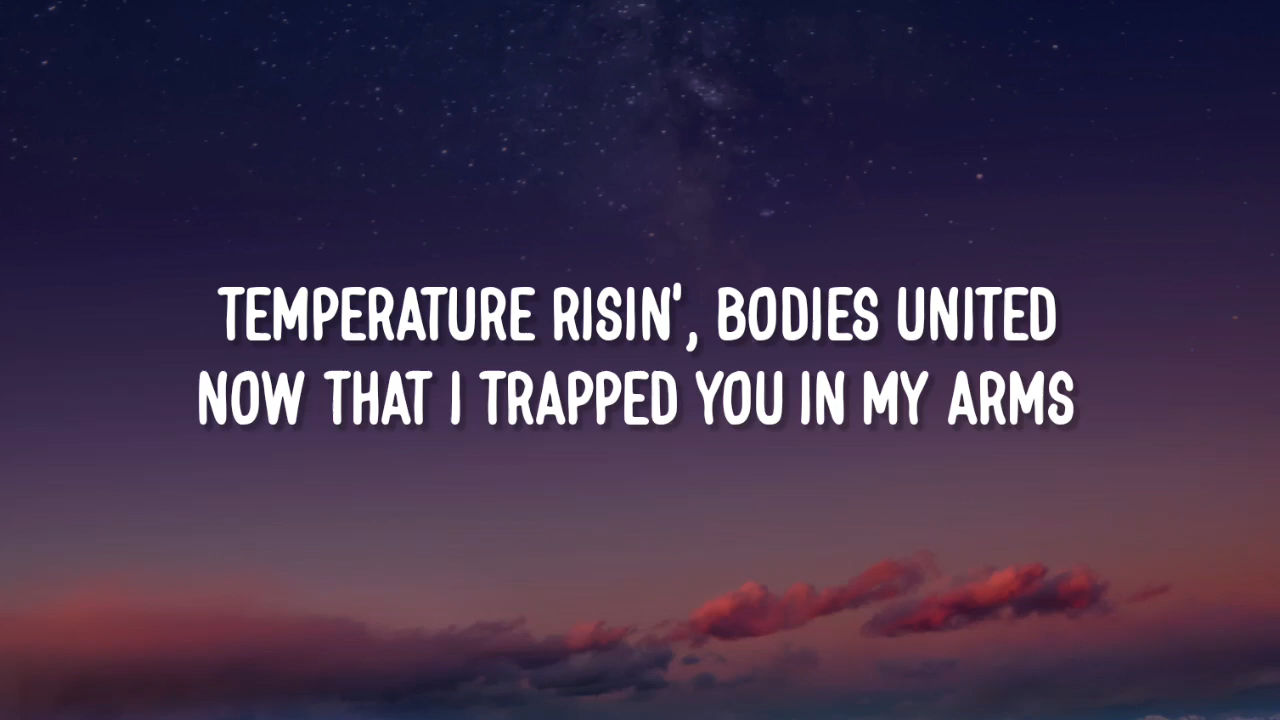 TEMPERATURE RISIN', BODIES UNITED
NOW THAT I TRAPPED YOU IN MY ARMS